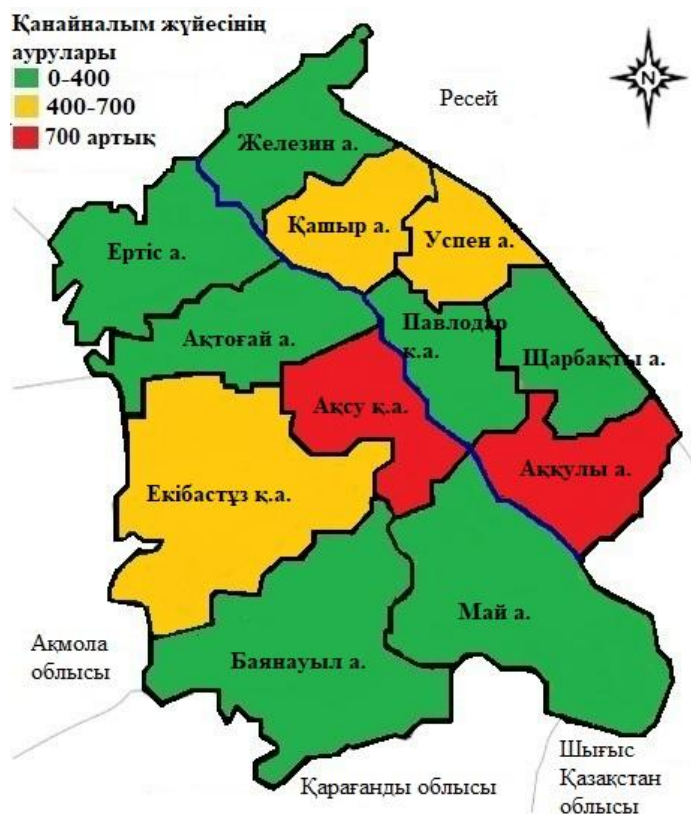 Қанайналым жүйесінің
аурулары
0-400
400-700
700 артық
N
Ресей
Железин а.
Қашыр а.
Успен а.
Ертіс а.
Ақтоғай а.
Павлодар
қ.а.
Щарбақты а.
Ақсу қ.а.
Аққулы а.
Екібастұз қ.а.
Май а.
Баянауыл а.
Ақмола
облысы
Қарағанды облысы
Шығыс
Қазақстан
облысы